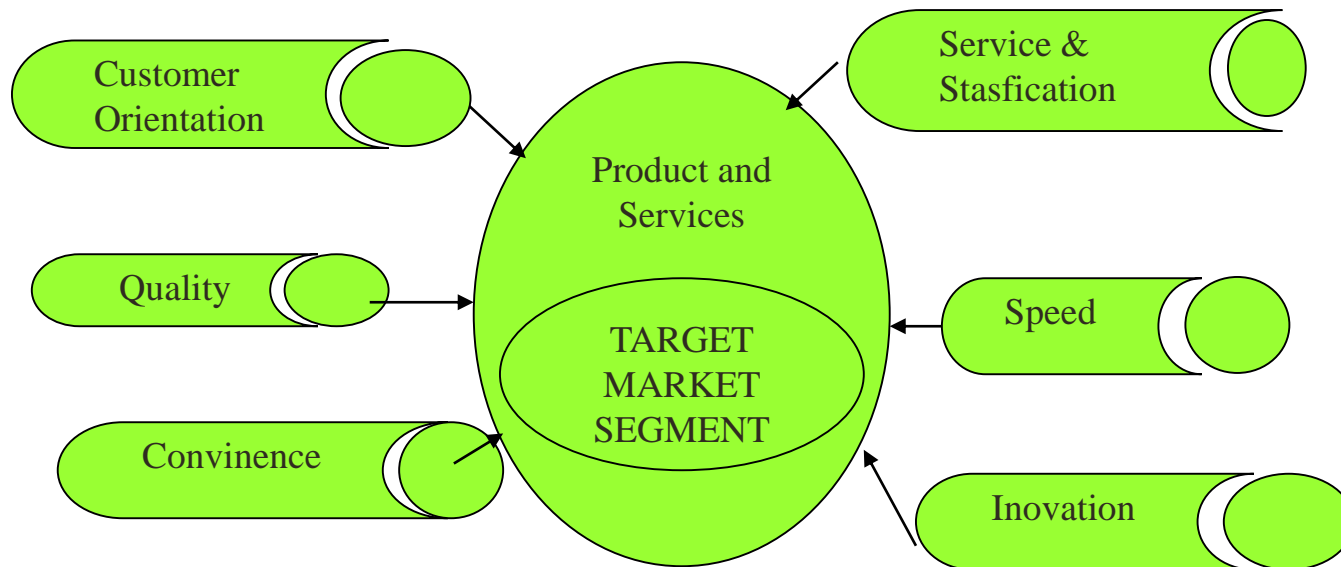 Customer
Orientation
Service &
Stasfication
Product and
Services
Quality
Speed
TARGET
MARKET
SEGMENT
Convinence
Inovation